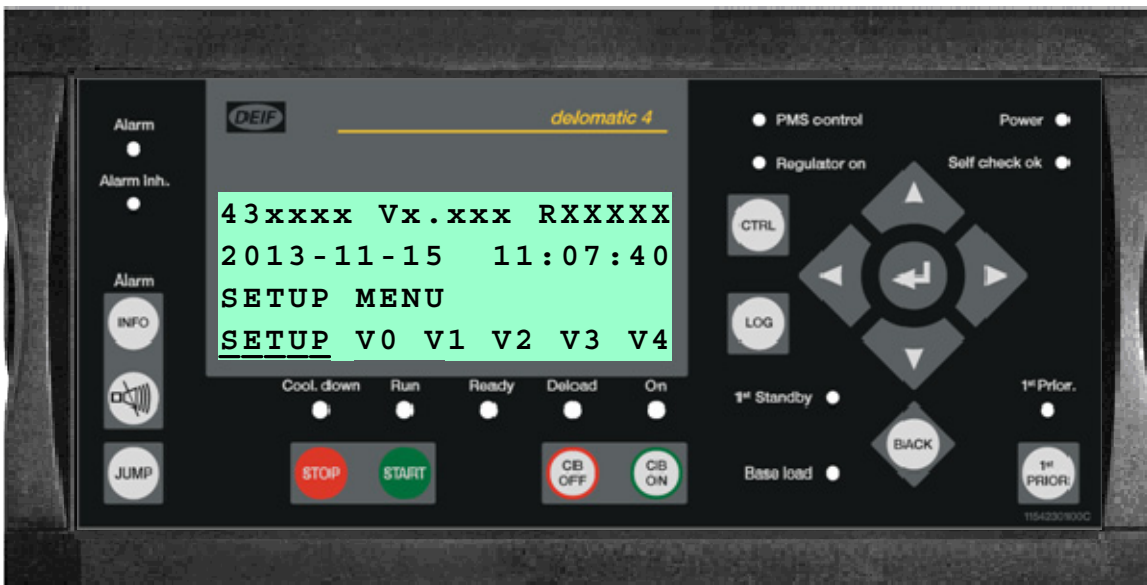 DEIF
delomatic 4
Alarm
Alarm Inh.
43xxxx Vx.xxx RXXXXX
2013-11-15 11:07:40
SETUP MENU
SETUP V0 V1 V2 V3 V4
PMS control
Power
Regulator on
Self check ok
CTRL
LOG
Alarm
INFO
JUMP
Cool. down
Run
Ready
Deload
On
STOP
START
CB OFF
CB ON
1st Standby
Base load
BACK
1st Prior.
1st PRIOR.
1154230100C